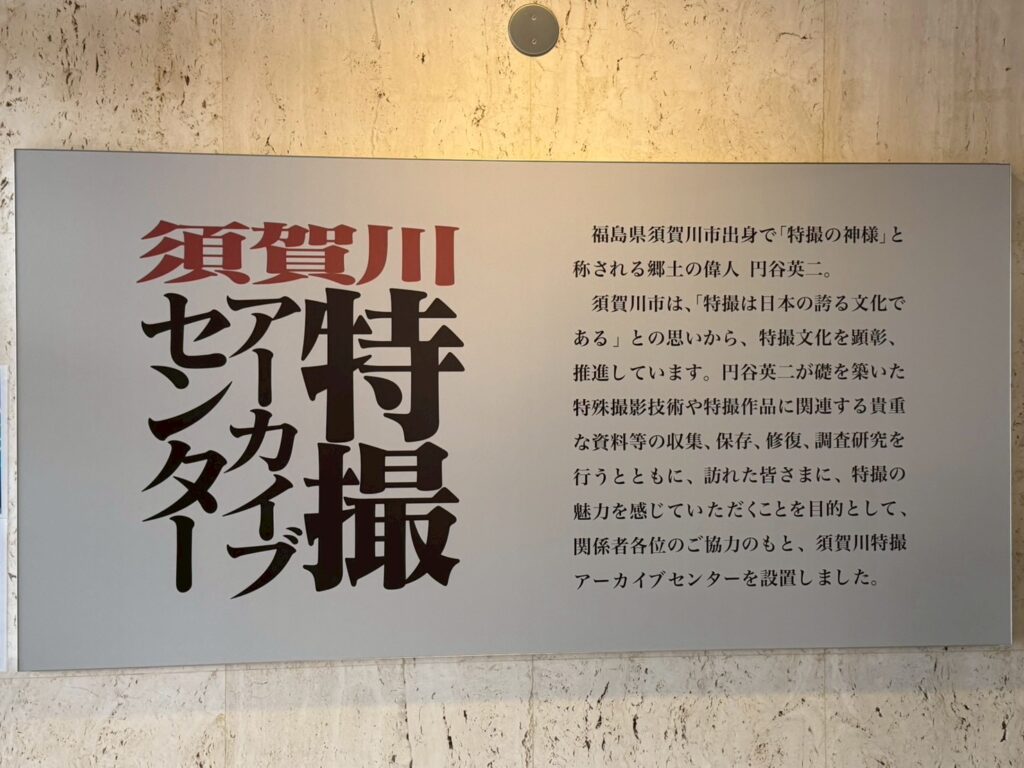 須賀川
特撮
アーカイブ
センター
福島県須賀川市出身で「特撮の神様」と
称される郷土の偉人 円谷英二。
須賀川市は、「特撮は日本の誇る文化で
ある」との思いから、特撮文化を顕彰、
推進しています。円谷英二が礎を築いた
特殊撮影技術や特撮作品に関連する貴重
な資料等の収集、保存、修復、調査研究を
行うとともに、訪れた皆さまに、特撮の
魅力を感じていただくことを目的として、
関係者各位のご協力のもと、須賀川特撮
アーカイブセンターを設置しました。